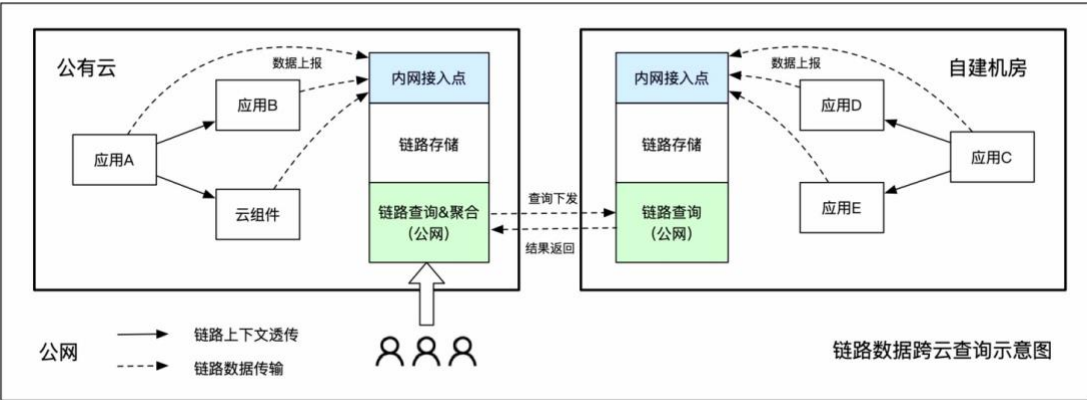 公有云
应用A
应用B
云组件
数据上报
内网接入点
链路存储
链路查询&聚合
(公网)
查询下发
结果返回
内网接入点
链路存储
链路查询
(公网)
数据上报
自建机房
应用D
应用C
应用E
公网
链路上下文透传
链路数据传输
链路数据跨云查询示意图